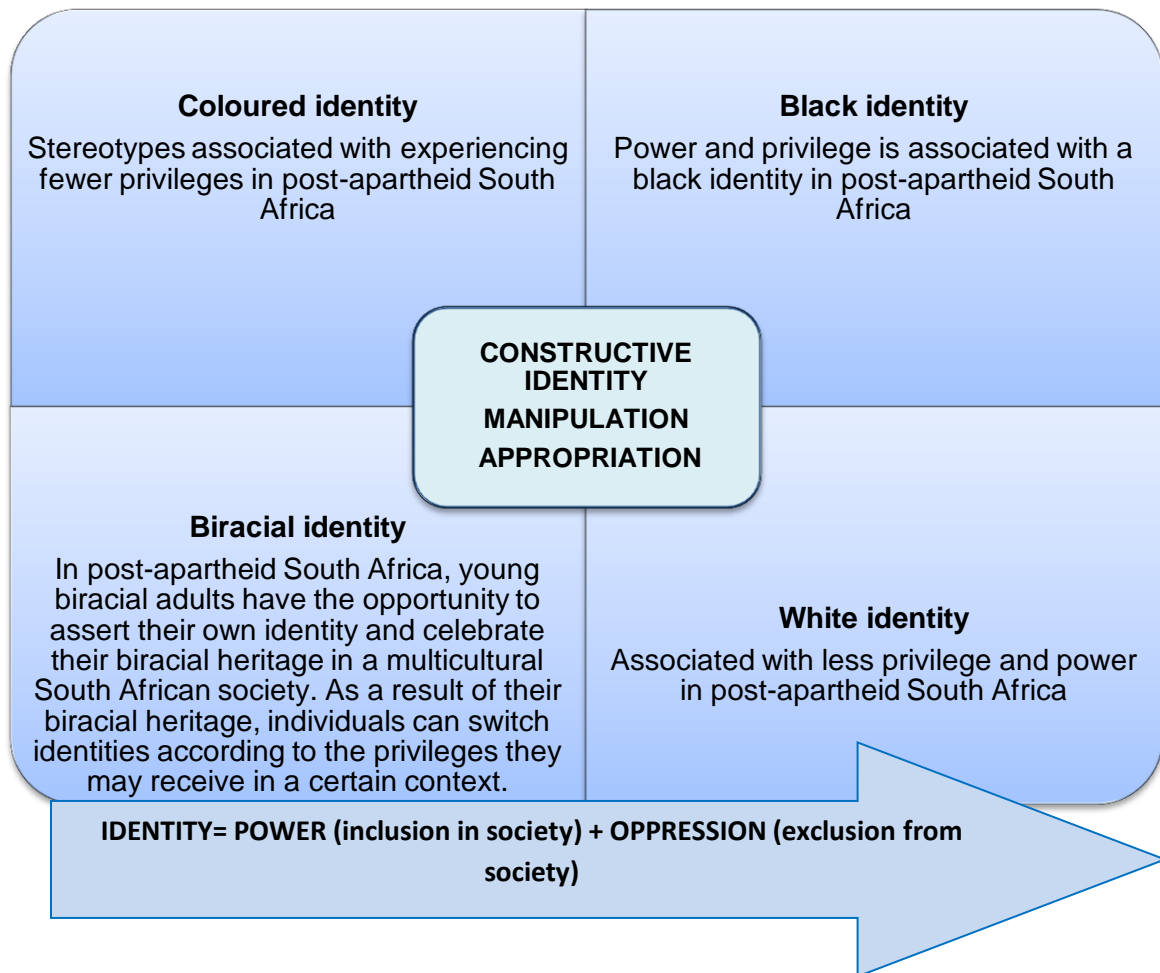 Coloured identity
Stereotypes associated with experiencing
fewer privileges in post-apartheid South
Africa
Black identity
Power and privilege is associated with a
black identity in post-apartheid South
Africa
CONSTRUCTIVE
IDENTITY
MANIPULATION
APPROPRIATION
Biracial identity
In post-apartheid South Africa, young
biracial adults have the opportunity to
assert their own identity and celebrate
their biracial heritage in a multicultural
South African society. As a result of their
biracial heritage, individuals can switch
identities according to the privileges they
may receive in a certain context.
White identity
Associated with less privilege and power
in post-apartheid South Africa
IDENTITY= POWER (inclusion in society) + OPPRESSION (exclusion from
society)